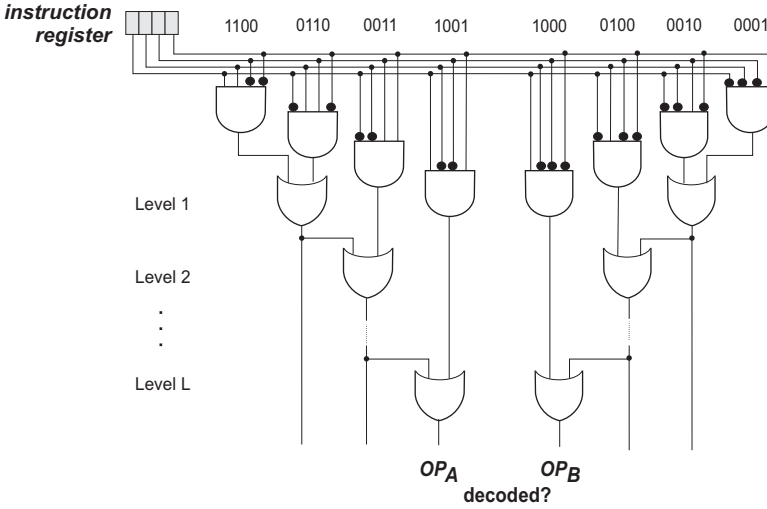 instruction
register
1100 0110 0011 1001 1000 0100 0010 0001
Level 1
Level 2
.
.
.
Level L
OPA OPB
decoded?